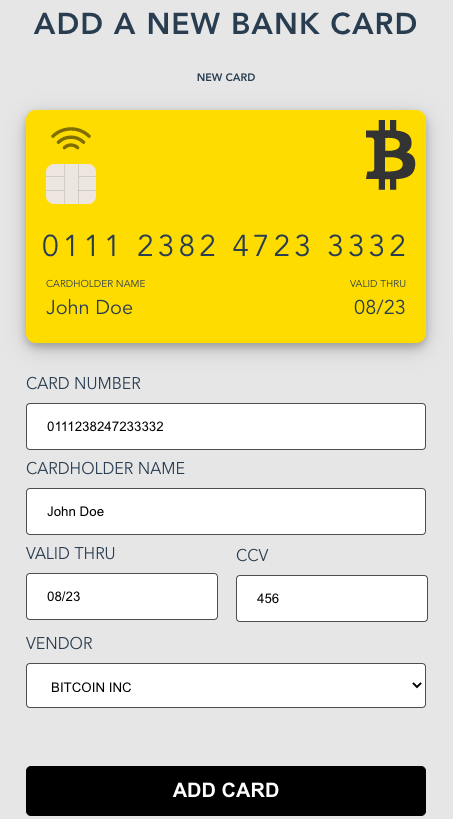 ADD A NEW BANK CARD
NEW CARD
0111 2382 4723 3332
CARDHOLDER NAME VALID THRU
John Doe 08/23
CARD NUMBER
0111238247233332
CARDHOLDER NAME
John Doe
VALID THRU CCV
08/23 456
VENDOR
BITCOIN INC
ADD CARD